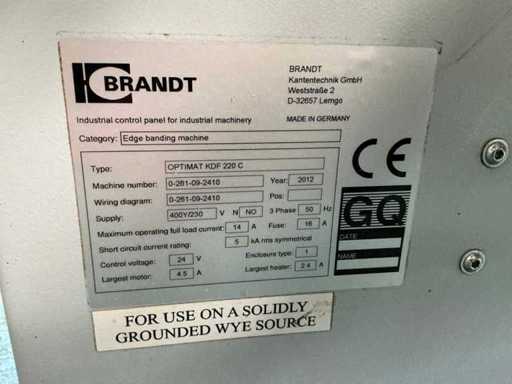 BRANDT
BRANDT
Kantentechnik GmbH
Weststraße 2
D-32657 Lemgo
Industrial control panel for industrial machinery
MADE IN GERMANY
Category: Edge banding machine
Type: OPTIMAT KDF 220 C
Machine number: 0-261-09-2410 Year: 2012
Wiring diagram: 0-261-09-2410 Pos:
Supply: 400Y/230 V N NO 3 Phase 50 Hz
Maximum operating full load current: 14 A Fuse: 16 A
Short circuit current rating: 5 kA rms symmetrical
Control voltage: 24 V Enclosure type: 1
Largest motor: 4.5 A Largest heater: 2.4 A
CE
GQ
DATE
NAME
FOR USE ON A SOLIDLY
GROUNDED WYE SOURCE